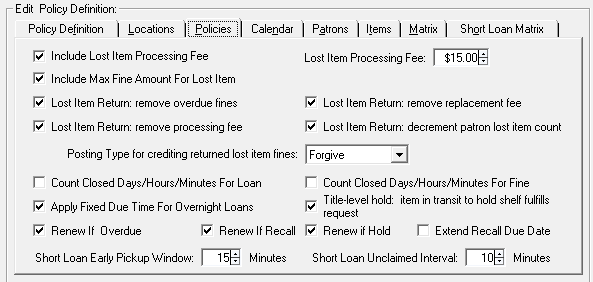 Edit Policy Definition:
Policy Definition Locations Policies Calendar Patrons Items Matrix Short Loan Matrix
Include Lost Item Processing Fee Lost Item Processing Fee: $15.00
Include Max Fine Amount For Lost Item
Lost Item Return: remove overdue fines Lost Item Return: remove replacement fee
Lost Item Return: remove processing fee Lost Item Return: decrement patron lost item count
Posting Type for crediting returned lost item fines: Forgive
Count Closed Days/Hours/Minutes For Loan Count Closed Days/Hours/Minutes For Fine
Apply Fixed Due Time For Overnight Loans Title-level hold: item in transit to hold shelf fulfills
request
Renew If Overdue Renew If Recall Renew if Hold Extend Recall Due Date
Short Loan Early Pickup Window: 15 Minutes Short Loan Unclaimed Interval: 10 Minutes